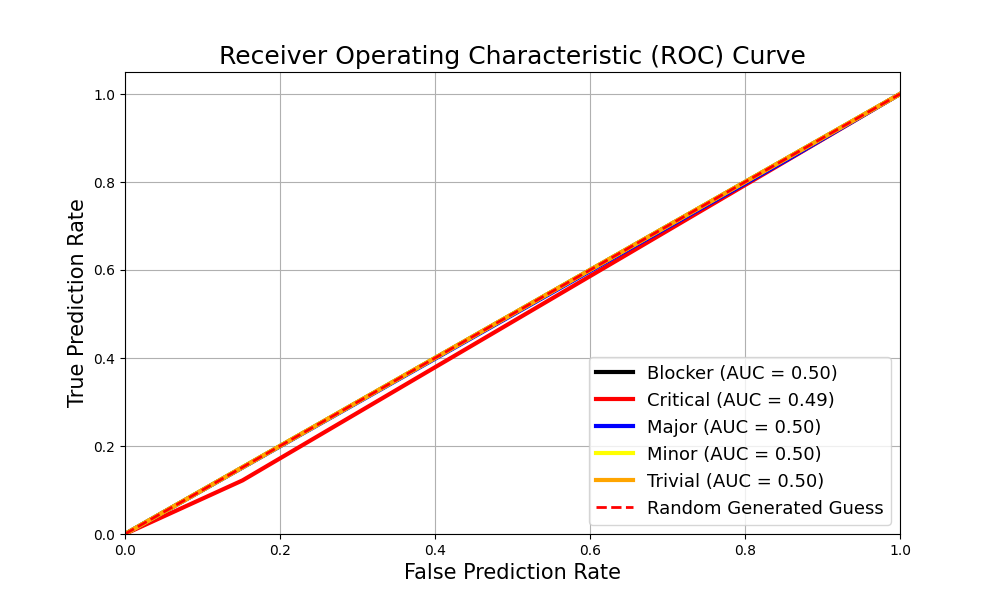 Receiver Operating Characteristic (ROC) Curve
True Prediction Rate
1.0
0.8
0.6
0.4
0.2
0.0
Blocker (AUC = 0.50)
Critical (AUC = 0.49)
Major (AUC = 0.50)
Minor (AUC = 0.50)
Trivial (AUC = 0.50)
Random Generated Guess
0.0 0.2 0.4 0.6 0.8 1.0
False Prediction Rate